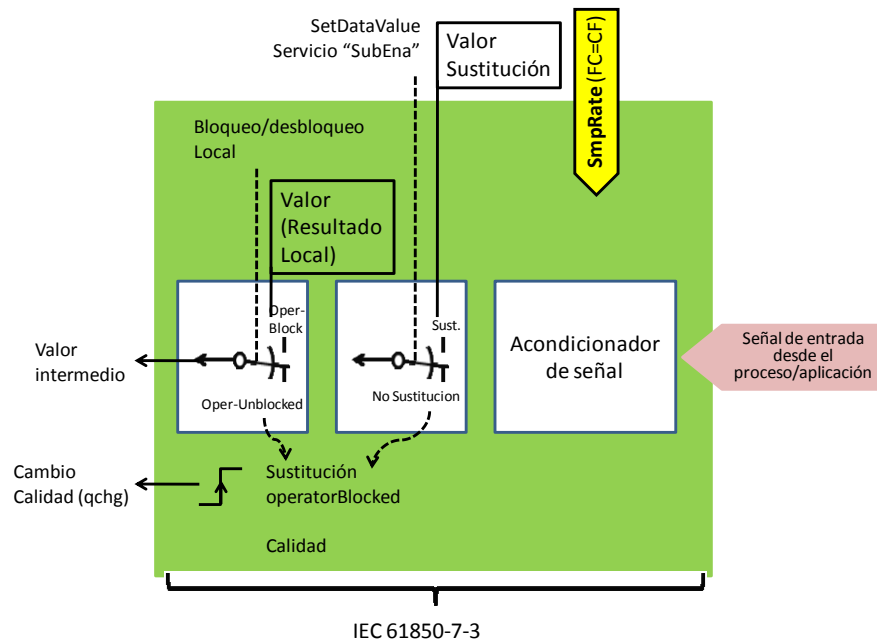 SetDataValue
Servicio “SubEna”
Valor
Sustitución
SmpRate (FC=CF)
Bloqueo/desbloqueo
Local
Valor
(Resultado
Local)
Oper-
Block
Sust.
Valor
intermedio
Acondicionador
de señal
Señal de entrada
desde el
proceso/aplicación
Oper-Unblocked
No Sustitucion
Cambio
Calidad (qchg)
Sustitución
operatorBlocked
Calidad
IEC 61850-7-3